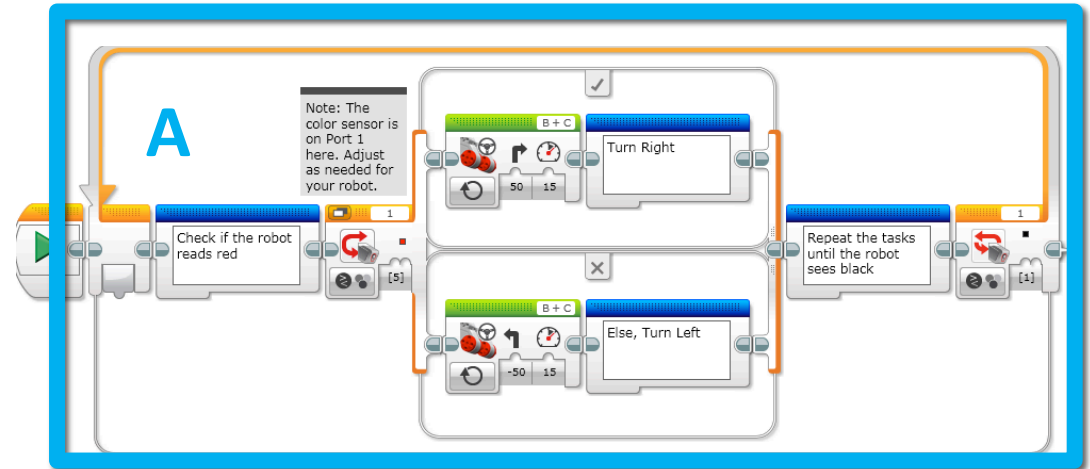 A
Note: The
color sensor is
on Port 1
here. Adjust
as needed for
your robot.
B + C
Turn Right
50 15
1
Check if the robot
reads red
[5]
B + C
Else, Turn Left
-50 15
1
Repeat the tasks
until the robot
sees black
[1]